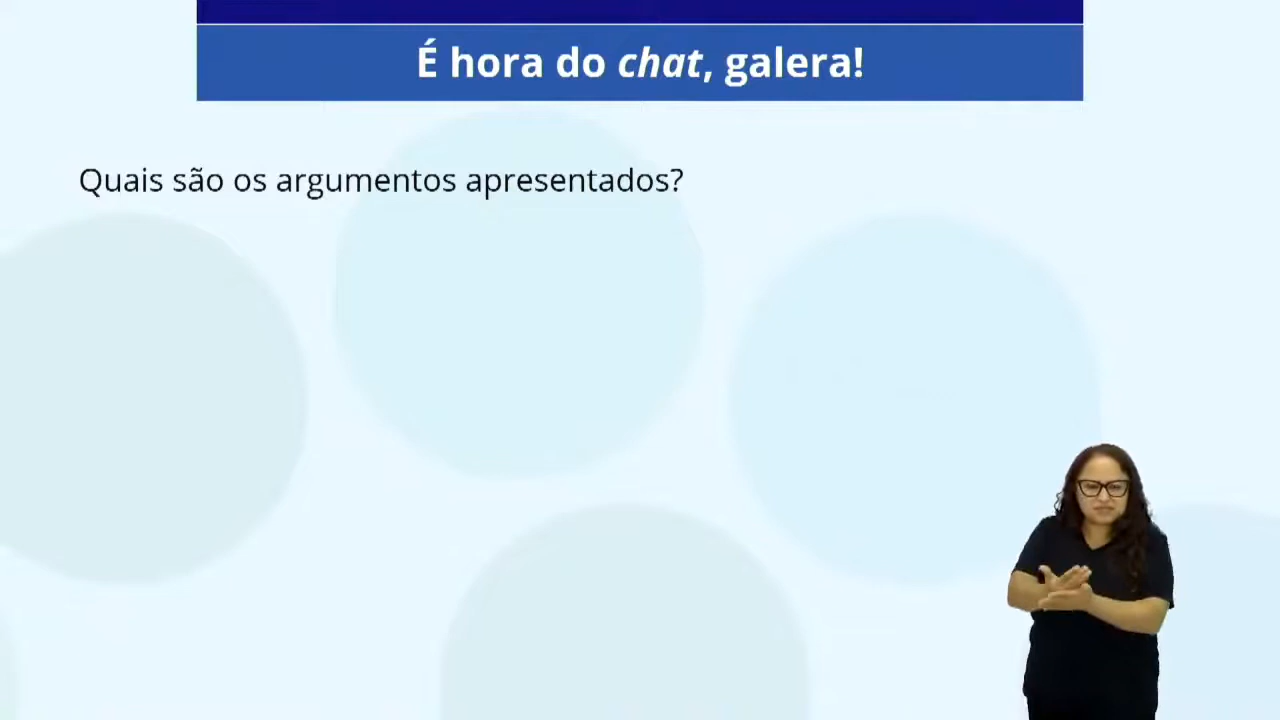 É hora do chat, galera!
Quais são os argumentos apresentados?